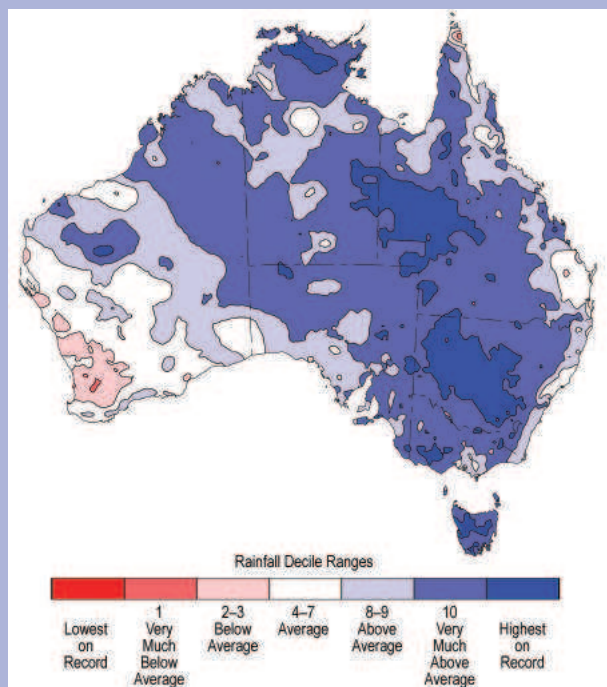 Rainfall Decile Ranges
Lowest
on
Record
1
Very
Much
Below
Average
2–3
Below
Average
4–7
Average
8–9
Above
Average
10
Very
Much
Above
Average
Highest
on
Record